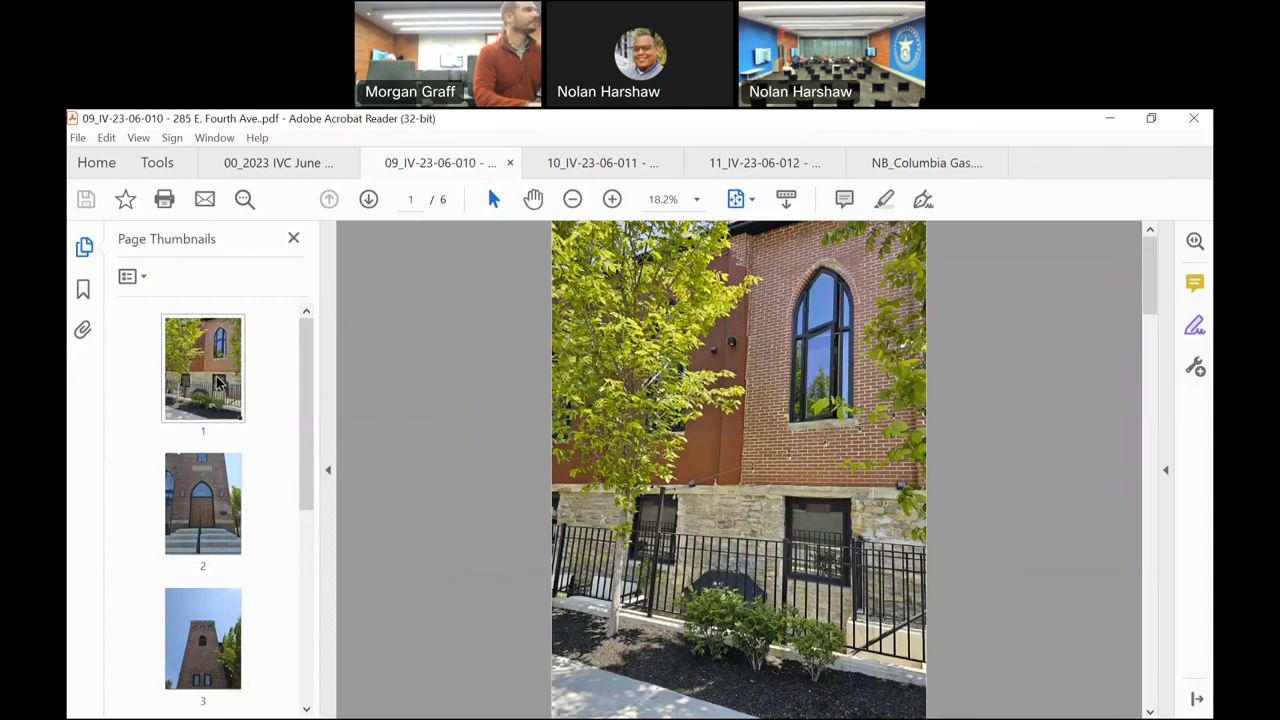 Morgan Graff
Nolan Harshaw
Nolan Harshaw
09_IV-23-06-010 - 285 E. Fourth Ave..pdf - Adobe Acrobat Reader (32-bit)
File Edit View Sign Window Help
Home Tools 00_2023 IVC June ... 09_IV-23-06-010 - ... 10_IV-23-06-011 - ... 11_IV-23-06-012 - ... NB_Columbia Gas....
1 / 6 18.2%
Page Thumbnails
1
2
3